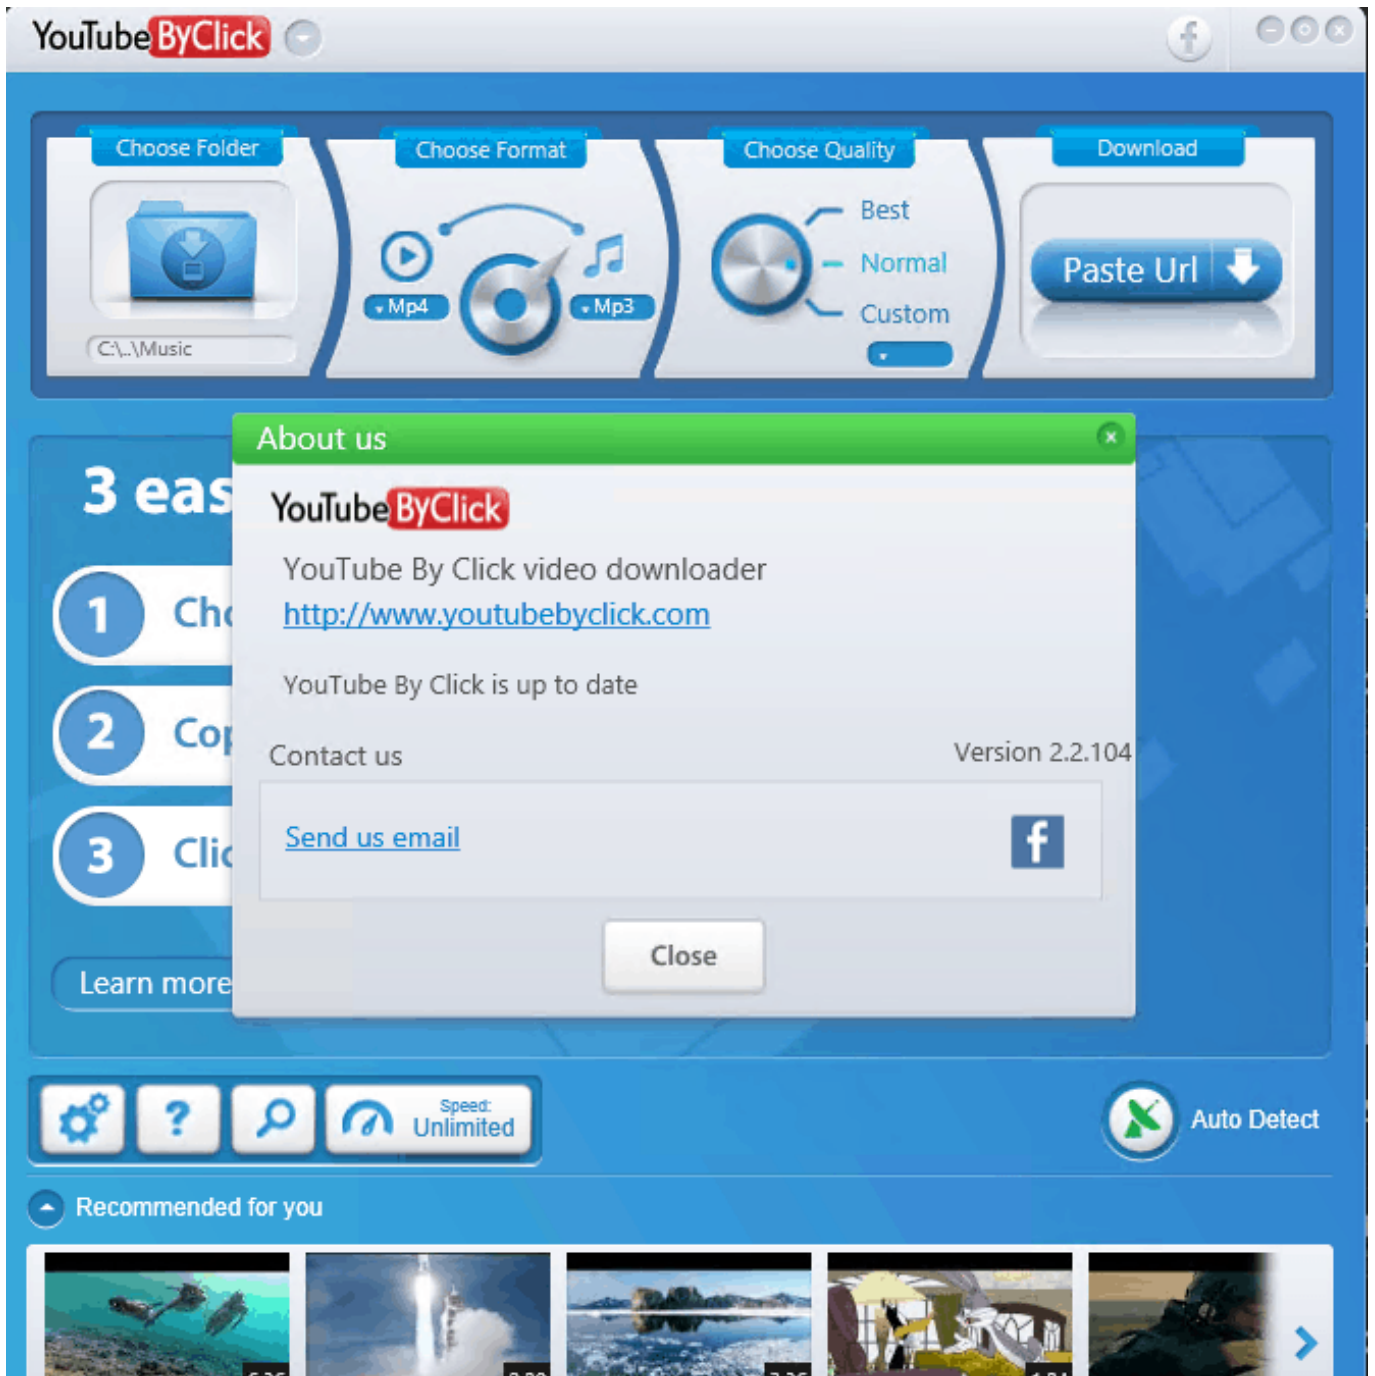 YouTube ByClick
Choose Folder
Choose Format
Choose Quality
Download
Best
Normal
Custom
Mp4
Mp3
Paste Url
C:\..\Music
3 eas
About us
YouTube ByClick
YouTube By Click video downloader
http://www.youtubebyclick.com
YouTube By Click is up to date
Contact us
Version 2.2.104
Send us email
Close
1 Cho
2 Cop
3 Clic
Learn more
?
Speed:
Unlimited
Auto Detect
Recommended for you